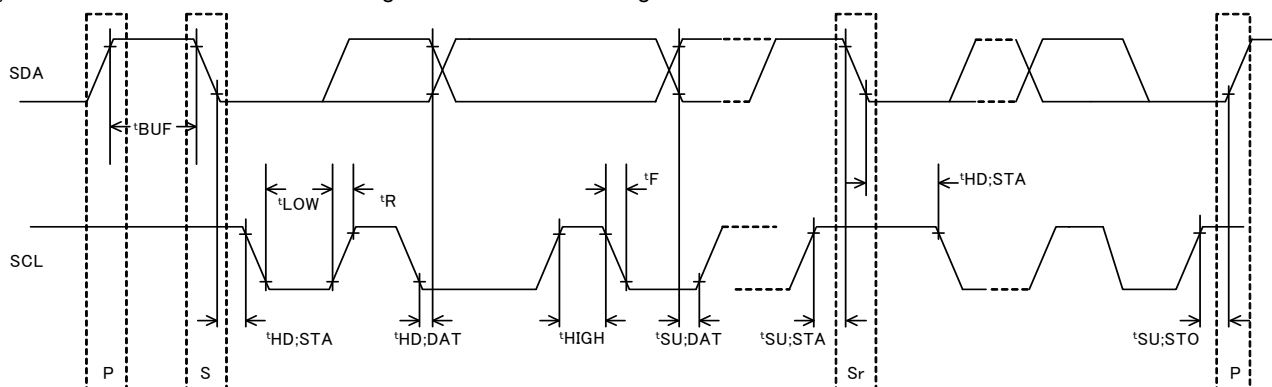 SDA
tBUF
tLOW
tR
tF
tHD;STA
SCL
tHD;STA
tHD;DAT
tHIGH
tSU;DAT
tSU;STA
tSU;STO
P
S
Sr
P